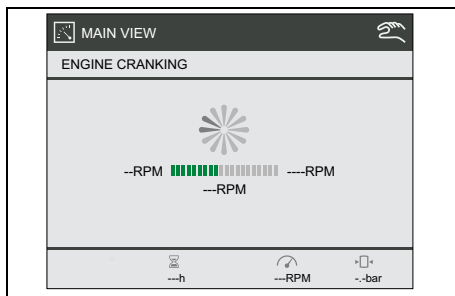 MAIN VIEW
ENGINE CRANKING
--RPM ----RPM
---RPM
---h ---RPM -.-bar